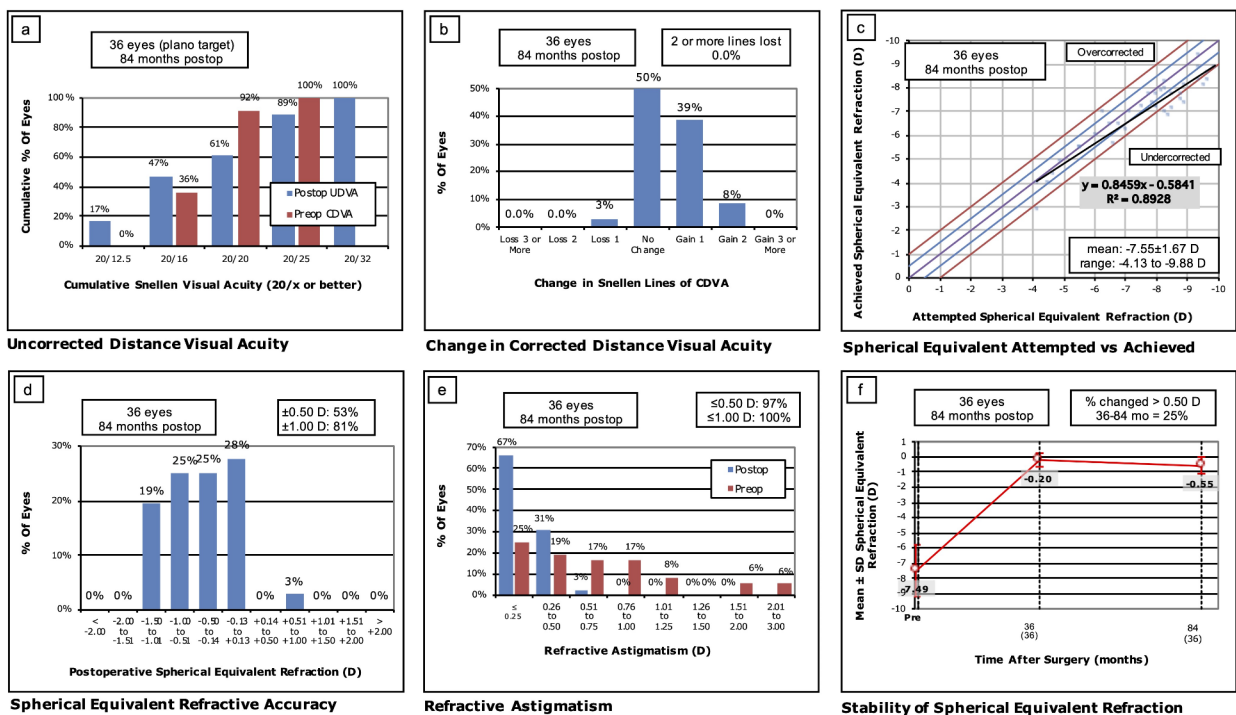 a
36 eyes (plano target)
84 months postop
100%
80%
60%
40%
20%
0%
Cumulative % Of Eyes
17%
0%
47%
36%
61%
92%
89%
100%
100%
Postop UDVA
Preop CDVA
20/12.5
20/16
20/20
20/25
20/32
Cumulative Snellen Visual Acuity (20/x or better)
Uncorrected Distance Visual Acuity
b
36 eyes
84 months postop
2 or more lines lost
0.0%
50%
40%
30%
20%
10%
0%
% Of Eyes
0.0%
0.0%
3%
50%
39%
8%
0%
Loss 3 or More
Loss 2
Loss 1
No Change
Gain 1
Gain 2
Gain 3 or More
Change in Snellen Lines of CDVA
Change in Corrected Distance Visual Acuity
c
36 eyes
84 months postop
Overcorrected
Undercorrected
y = 0.8459x - 0.5841
R² = 0.8928
mean: -7.55±1.67 D
range: -4.13 to -9.88 D
Achieved Spherical Equivalent Refraction (D)
-10
-9
-8
-7
-6
-5
-4
-3
-2
-1
0
0
-1
-2
-3
-4
-5
-6
-7
-8
-9
-10
Attempted Spherical Equivalent Refraction (D)
Spherical Equivalent Attempted vs Achieved
d
36 eyes
84 months postop
±0.50 D: 53%
±1.00 D: 81%
30%
20%
10%
0%
% Of Eyes
0%
0%
19%
25%
25%
28%
0%
3%
0%
0%
0%
< -2.00
-2.00 to -1.51
-1.50 to -1.01
-1.00 to -0.51
-0.50 to -0.14
-0.13 to +0.13
+0.14 to +0.50
+0.51 to +1.00
+1.01 to +1.50
+1.51 to +2.00
> +2.00
Postoperative Spherical Equivalent Refraction (D)
Spherical Equivalent Refractive Accuracy
e
36 eyes
84 months postop
≤0.50 D: 97%
≤1.00 D: 100%
70%
60%
50%
40%
30%
20%
10%
0%
% Of Eyes
67%
25%
31%
19%
3%
17%
0%
17%
0%
8%
0%
0%
0%
6%
0%
6%
Postop
Preop
≤ 0.25
0.26 to 0.50
0.51 to 0.75
0.76 to 1.00
1.01 to 1.25
1.26 to 1.50
1.51 to 2.00
2.01 to 3.00
Refractive Astigmatism (D)
Refractive Astigmatism
f
36 eyes
84 months postop
% changed > 0.50 D
36-84 mo = 25%
Mean ± SD Spherical Equivalent Refraction (D)
1
0
-1
-2
-3
-4
-5
-6
-7
-8
-9
-10
-7.49
-0.20
-0.55
Pre
36
(36)
84
(36)
Time After Surgery (months)
Stability of Spherical Equivalent Refraction